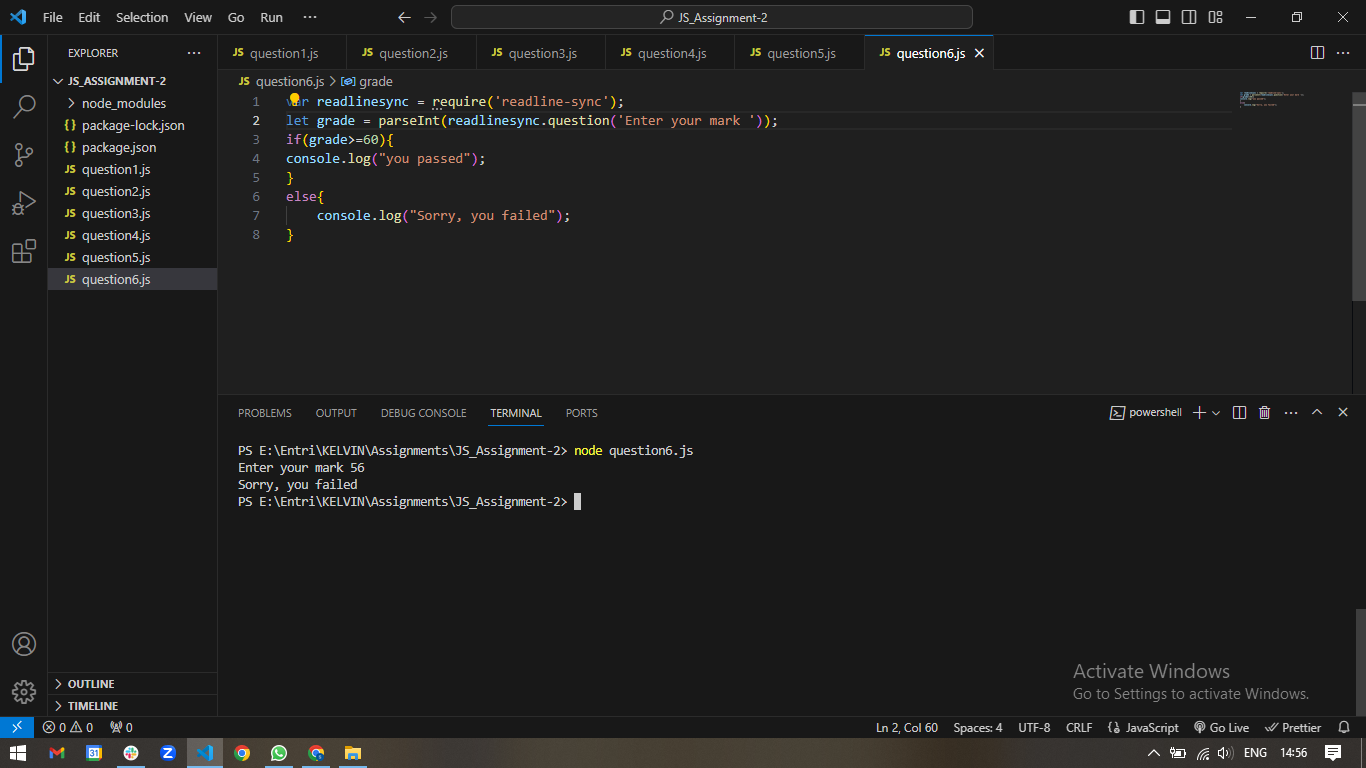 File Edit Selection View Go Run ··· JS_Assignment-2
EXPLORER ···
JS_ASSIGNMENT-2
node_modules
{} package-lock.json
{} package.json
JS question1.js
JS question2.js
JS question3.js
JS question4.js
JS question5.js
JS question6.js
OUTLINE
TIMELINE
JS question1.js JS question2.js JS question3.js JS question4.js JS question5.js JS question6.js
JS question6.js > grade
1 var readlinesync = require('readline-sync');
2 let grade = parseInt(readlinesync.question('Enter your mark '));
3 if(grade>=60){
4 console.log("you passed");
5 }
6 else{
7 console.log("Sorry, you failed");
8 }
PROBLEMS OUTPUT DEBUG CONSOLE TERMINAL PORTS powershell
PS E:\Entri\KELVIN\Assignments\JS_Assignment-2> node question6.js
Enter your mark 56
Sorry, you failed
PS E:\Entri\KELVIN\Assignments\JS_Assignment-2>
Activate Windows
Go to Settings to activate Windows.
0 0 0 Ln 2, Col 60 Spaces: 4 UTF-8 CRLF {} JavaScript Go Live Prettier
31 ENG 14:56